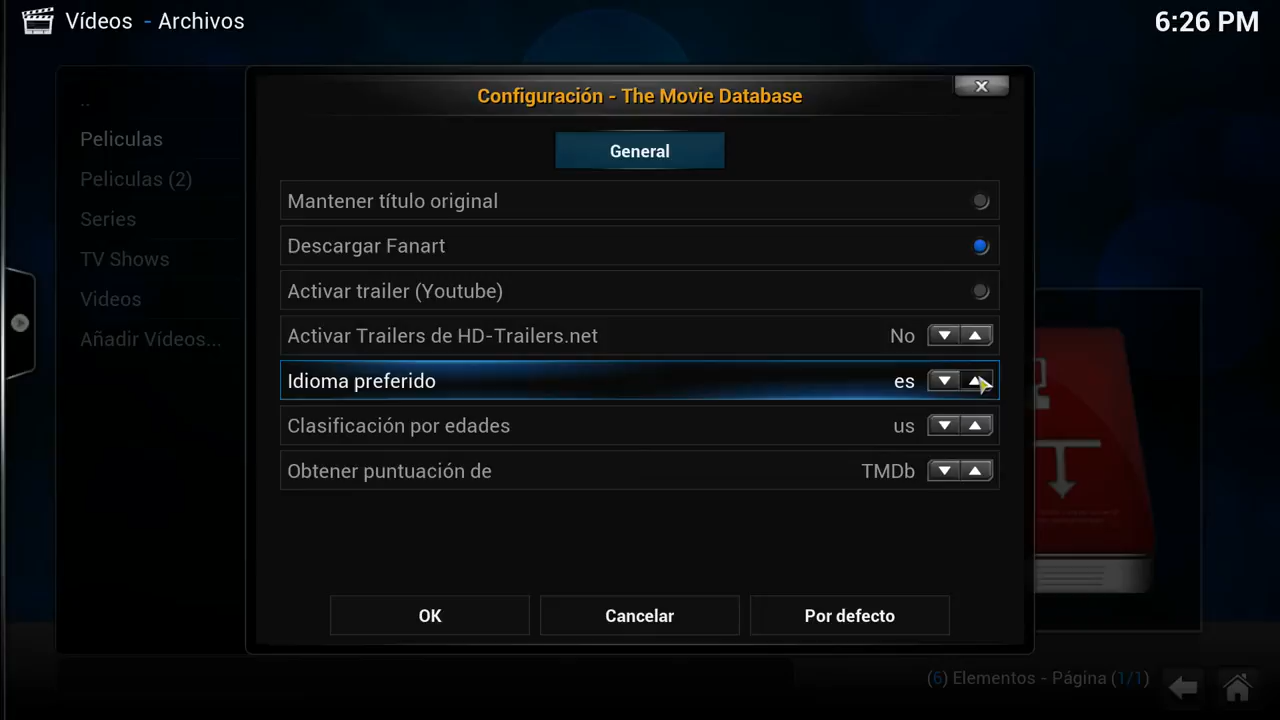 Vídeos - Archivos
6:26 PM
Configuración - The Movie Database
General
..
Peliculas
Peliculas (2)
Series
TV Shows
Videos
Añadir Vídeos...
Mantener título original
Descargar Fanart
Activar trailer (Youtube)
Activar Trailers de HD-Trailers.net No
Idioma preferido es
Clasificación por edades us
Obtener puntuación de TMDb
OK
Cancelar
Por defecto
(6) Elementos - Página (1/1)